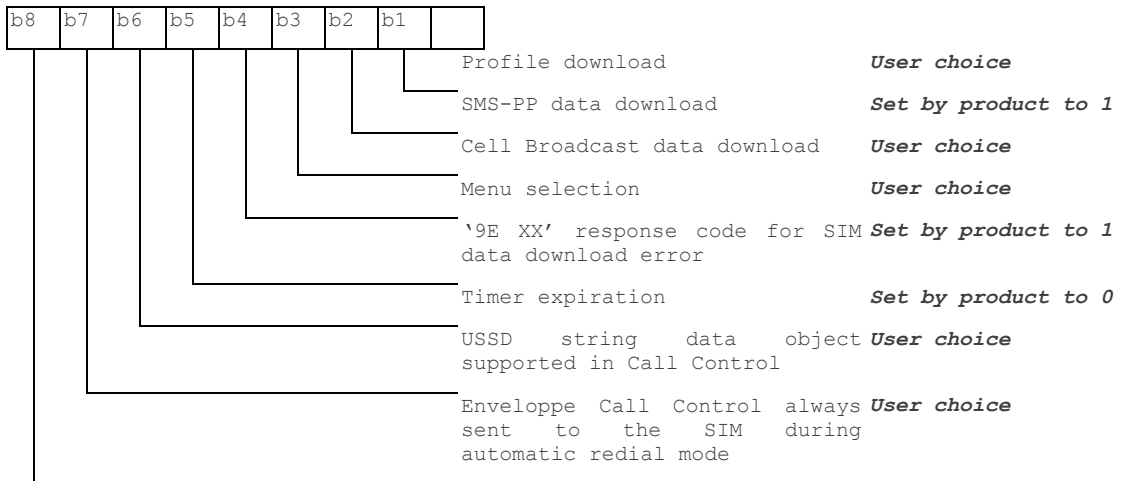 b8 b7 b6 b5 b4 b3 b2 b1
Profile download User choice
SMS-PP data download Set by product to 1
Cell Broadcast data download User choice
Menu selection User choice
‘9E XX’ response code for SIM Set by product to 1
data download error
Timer expiration Set by product to 0
USSD string data object User choice
supported in Call Control
Enveloppe Call Control always User choice
sent to the SIM during
automatic redial mode